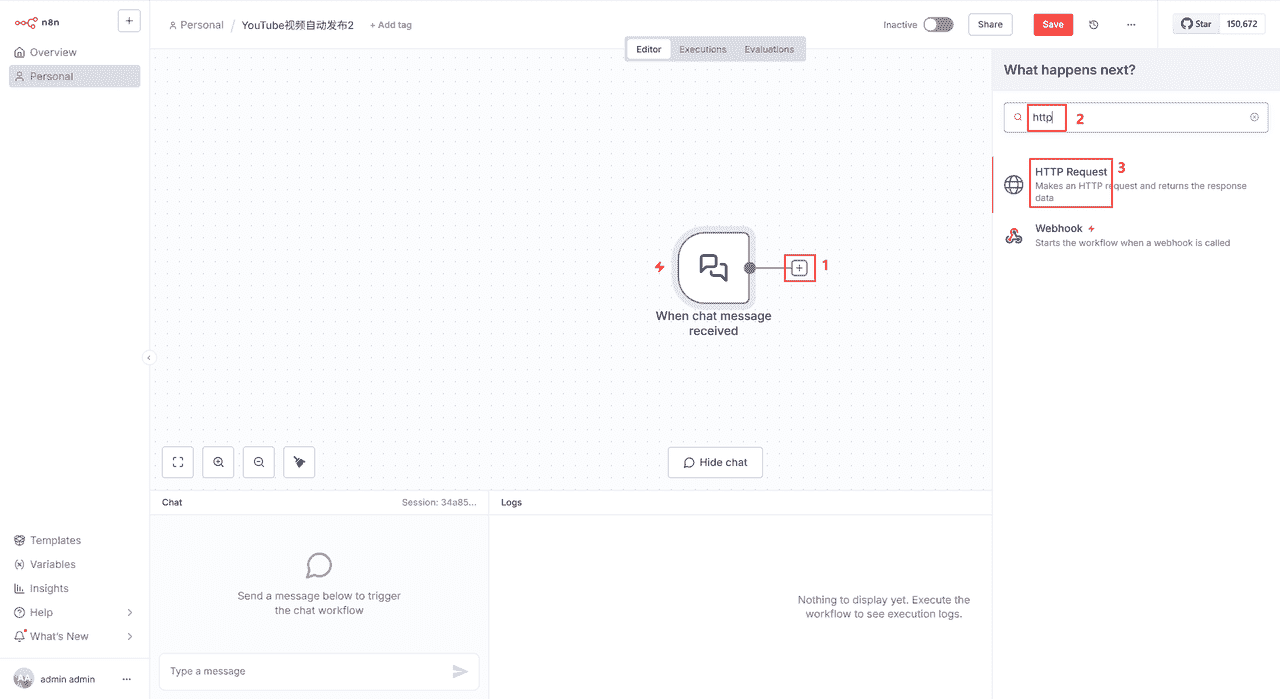 n8n
+
Personal / YouTube视频自动发布2 + Add tag
Inactive
Share
Save
...
Star 150,672
Overview
Personal
Editor Executions Evaluations
What happens next?
http 2
HTTP Request 3
Makes an HTTP request and returns the response
data
Webhook
Starts the workflow when a webhook is called
1
When chat message
received
Hide chat
Chat Session: 34a85...
Logs
Send a message below to trigger
the chat workflow
Nothing to display yet. Execute the
workflow to see execution logs.
Type a message
Templates
Variables
Insights
Help
What's New
AA admin admin ...